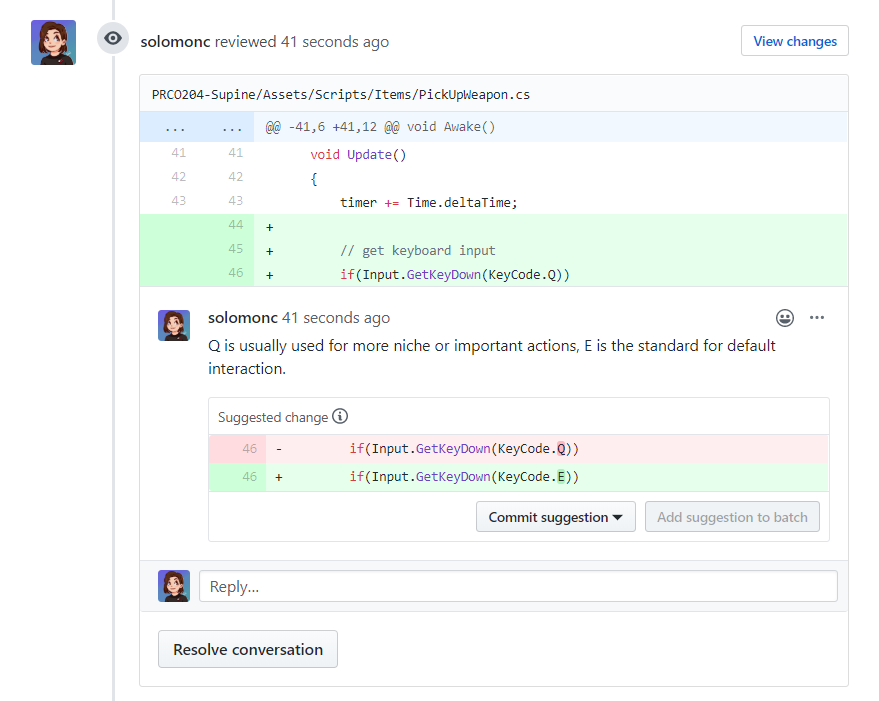 solomonc reviewed 41 seconds ago
View changes
PRCO204-Supine/Assets/Scripts/Items/PickUpWeapon.cs
... ... @@ -41,6 +41,12 @@ void Awake()
41 41 void Update()
42 42 {
43 43 timer += Time.deltaTime;
44 +
45 + // get keyboard input
46 + if(Input.GetKeyDown(KeyCode.Q))
solomonc 41 seconds ago
Q is usually used for more niche or important actions, E is the standard for default
interaction.
Suggested change
46 - if(Input.GetKeyDown(KeyCode.Q))
46 + if(Input.GetKeyDown(KeyCode.E))
Commit suggestion
Add suggestion to batch
Reply...
Resolve conversation